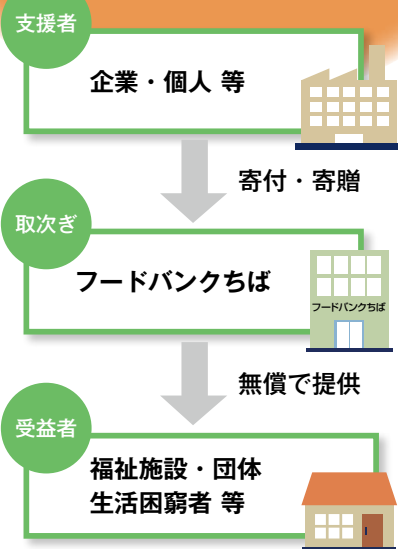 支援者
企業・個人 等
寄付・寄贈
取次ぎ
フードバンクちば
フードバンクちば
無償で提供
受益者
福祉施設・団体
生活困窮者 等